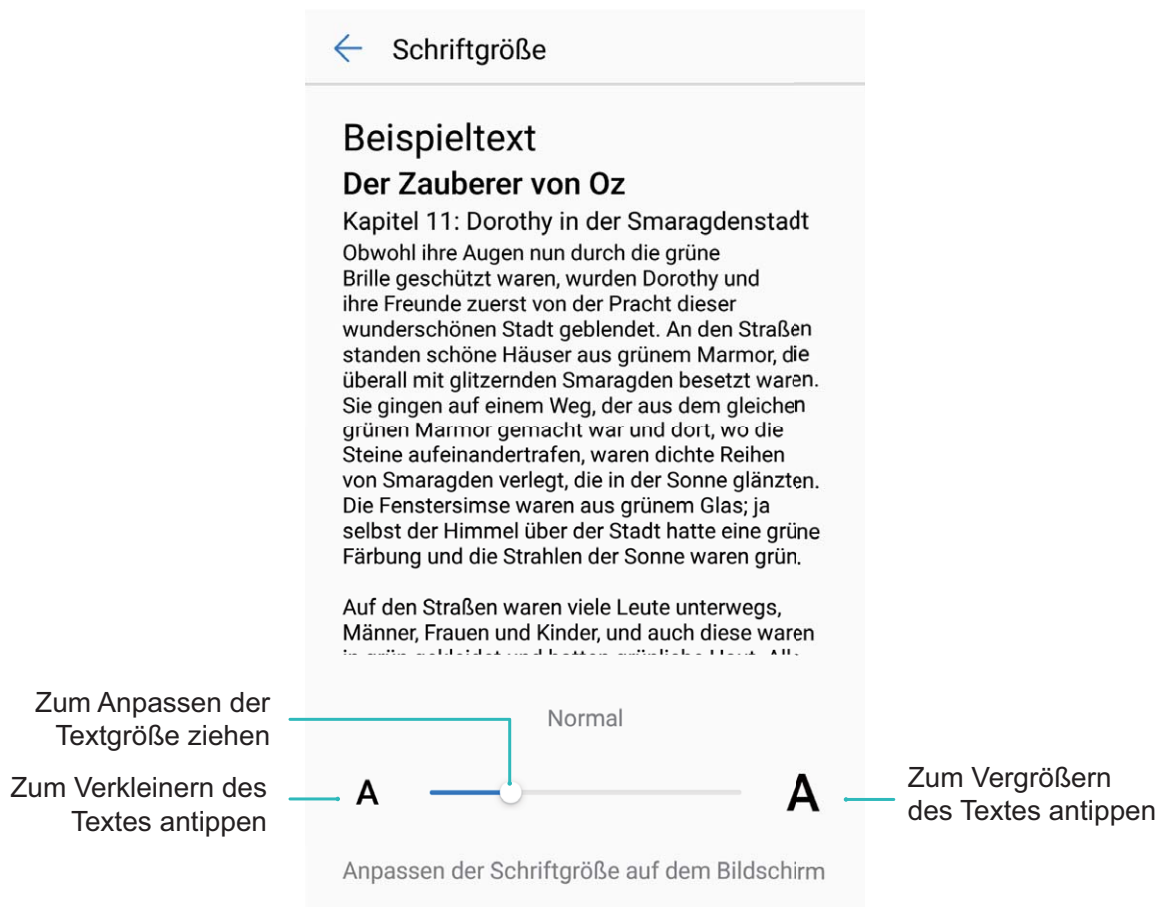 Schriftgröße
Beispieltext
Der Zauberer von Oz
Kapitel 11: Dorothy in der Smaragdenstadt
Obwohl ihre Augen nun durch die grüne
Brille geschützt waren, wurden Dorothy und
ihre Freunde zuerst von der Pracht dieser
wunderschönen Stadt geblendet. An den Straßen
standen schöne Häuser aus grünem Marmor, die
überall mit glitzernden Smaragden besetzt waren.
Sie gingen auf einem Weg, der aus dem gleichen
grünen Marmor gemacht war und dort, wo die
Steine aufeinandertrafen, waren dichte Reihen
von Smaragden verlegt, die in der Sonne glänzten.
Die Fenstersimse waren aus grünem Glas; ja
selbst der Himmel über der Stadt hatte eine grüne
Färbung und die Strahlen der Sonne waren grün.
Auf den Straßen waren viele Leute unterwegs,
Männer, Frauen und Kinder, und auch diese waren
Zum Anpassen der
Textgröße ziehen
Normal
Zum Verkleinern des
Textes antippen
A
A
Zum Vergrößern
des Textes antippen
Anpassen der Schriftgröße auf dem Bildschirm